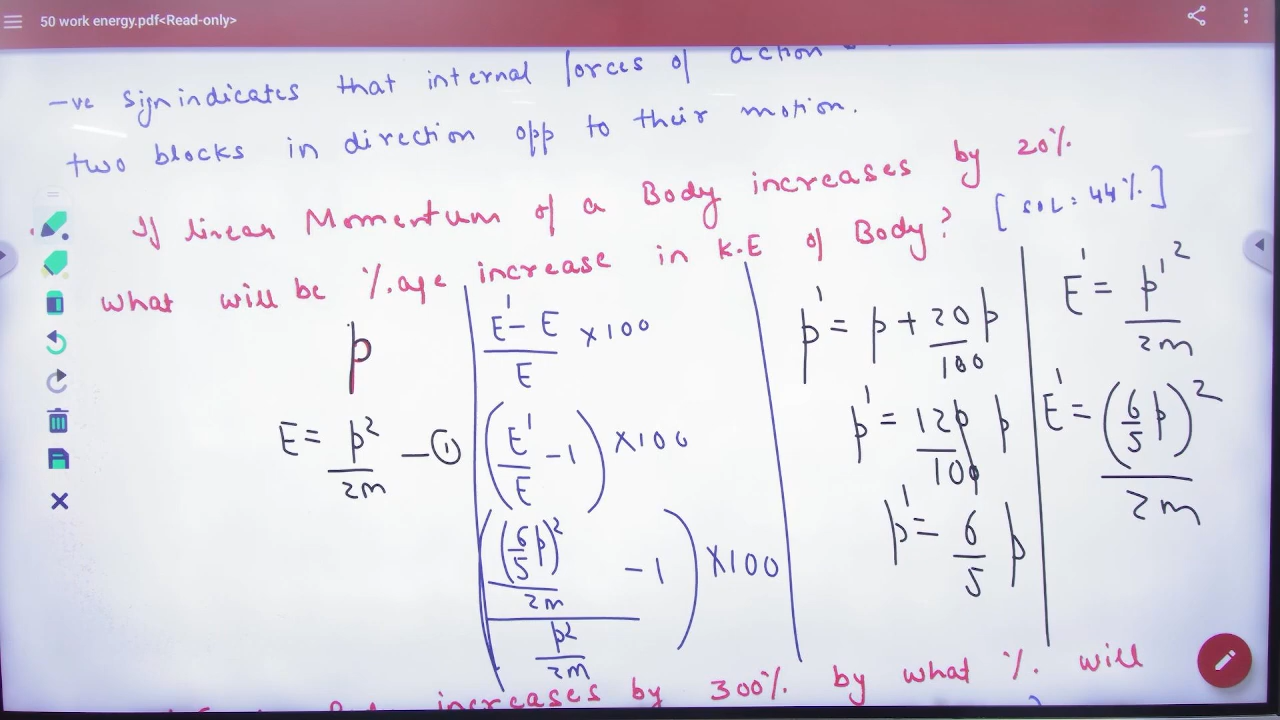 50 work energy.pdf<Read-only>
-ve sign indicates that internal forces of action
two blocks in direction opp to their motion.
If linear Momentum of a Body increases by 20%.
What will be %.age increase in K.E of Body? [SOL: 44%.]
p
E = p²/2m — ①
E' - E / E × 100
(E'/E - 1) × 100
((6/5 p)²/2m / p²/2m - 1) × 100
p' = p + 20/100 p
p' = 120/100 p
p' = 6/5 p
E' = p'²/2m
E' = (6/5 p)²/2m
increases by 300%. by what %. will